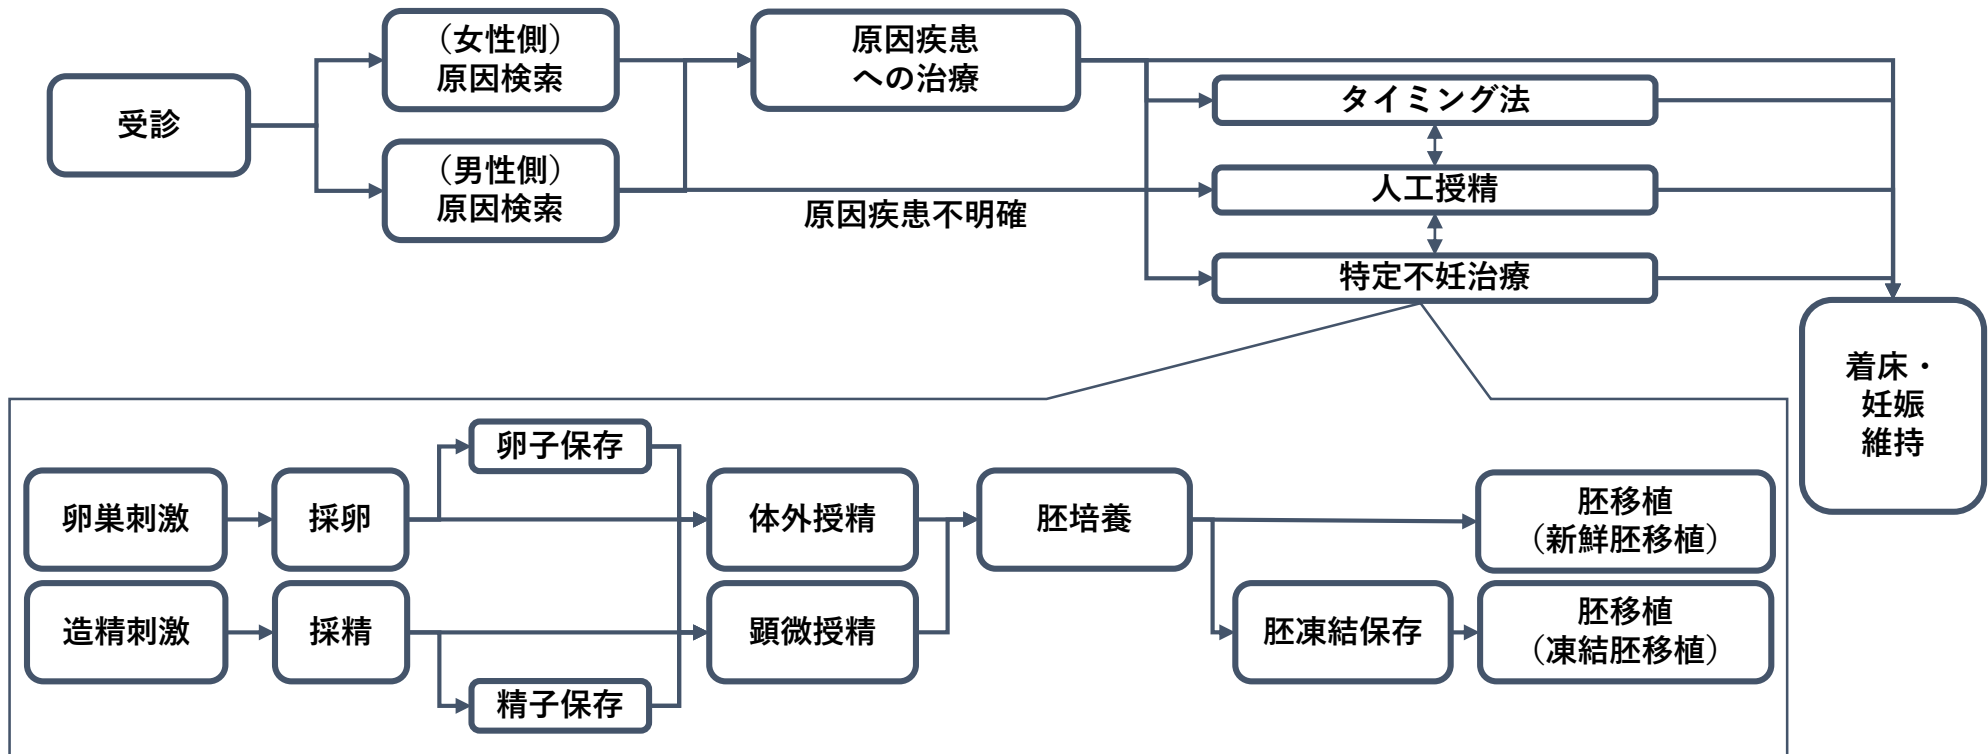 受診
（女性側）
原因検索
（男性側）
原因検索
原因疾患
への治療
原因疾患不明確
タイミング法
人工授精
特定不妊治療
着床・
妊娠
維持
卵巣刺激
採卵
卵子保存
造精刺激
採精
精子保存
体外授精
顕微授精
胚培養
胚凍結保存
胚移植
（新鮮胚移植）
胚移植
（凍結胚移植）